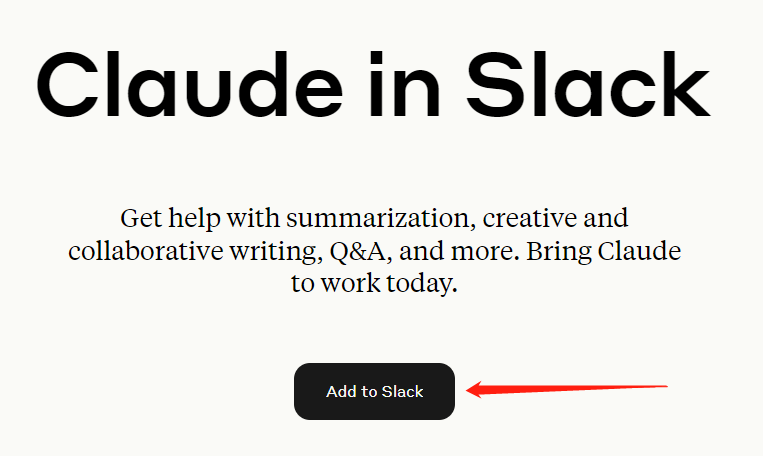 Claude in Slack
Get help with summarization, creative and
collaborative writing, Q&A, and more. Bring Claude
to work today.
Add to Slack